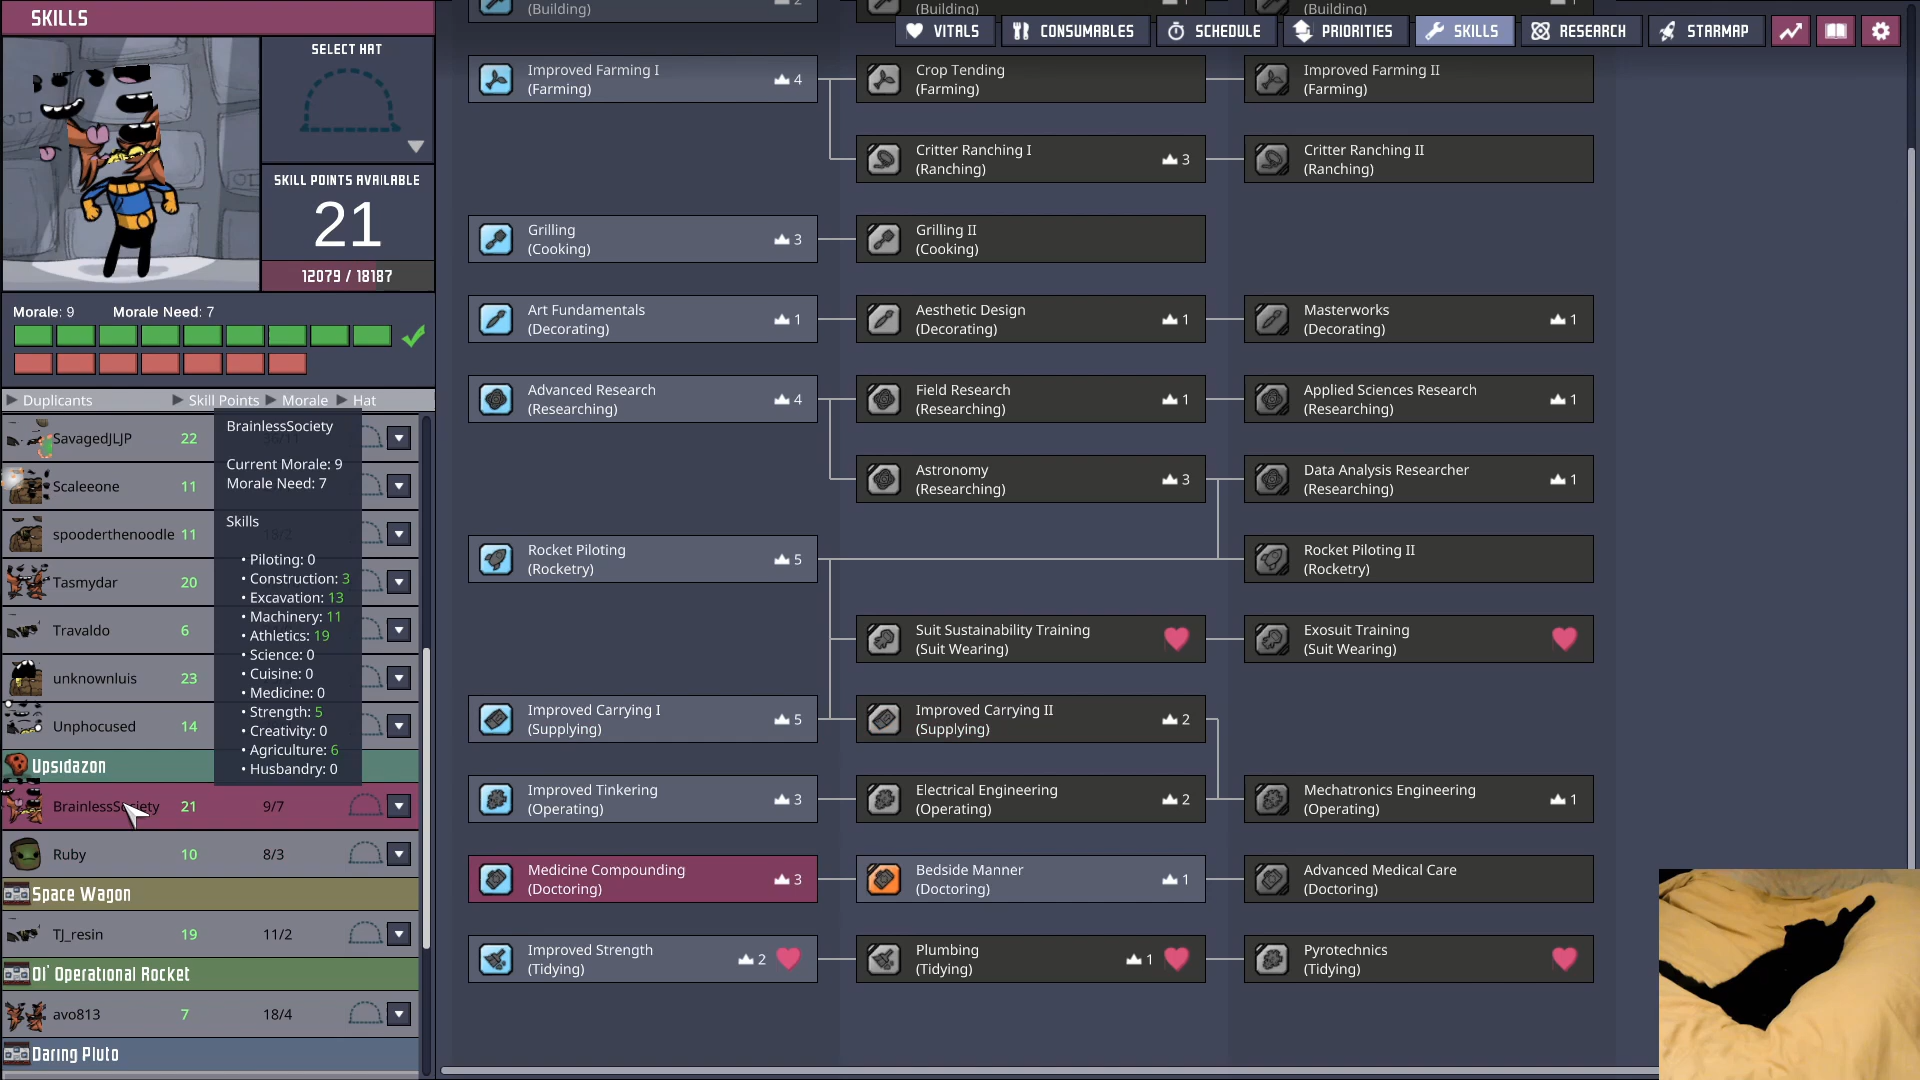 SKILLS
VITALS
CONSUMABLES
SCHEDULE
PRIORITIES
SKILLS
RESEARCH
STARMAP
SELECT HAT
SKILL POINTS AVAILABLE
21
12079 / 18187
Morale: 9 Morale Need: 7
Duplicants Skill Points Morale Hat
SavagedJLJP 22
Scaleeone 11
spooderthenoodle 11
Tasmydar 20
Travaldo 6
unknownluis 23
Unphocused 14
Upsidazon
BrainlessSociety 21 9/7
Ruby 10 8/3
Space Wagon
TJ_resin 19 11/2
Ol' Operational Rocket
avo813 7 18/4
Daring Pluto
BrainlessSociety
Current Morale: 9
Morale Need: 7
Skills
• Piloting: 0
• Construction: 3
• Excavation: 13
• Machinery: 11
• Athletics: 19
• Science: 0
• Cuisine: 0
• Medicine: 0
• Strength: 5
• Creativity: 0
• Agriculture: 6
• Husbandry: 0
(Building) 2
(Building) 1
(Building) 1
Improved Farming I
(Farming) 4
Crop Tending
(Farming)
Improved Farming II
(Farming)
Critter Ranching I
(Ranching) 3
Critter Ranching II
(Ranching)
Grilling
(Cooking) 3
Grilling II
(Cooking)
Art Fundamentals
(Decorating) 1
Aesthetic Design
(Decorating) 1
Masterworks
(Decorating) 1
Advanced Research
(Researching) 4
Field Research
(Researching) 1
Applied Sciences Research
(Researching) 1
Astronomy
(Researching) 3
Data Analysis Researcher
(Researching) 1
Rocket Piloting
(Rocketry) 5
Rocket Piloting II
(Rocketry)
Suit Sustainability Training
(Suit Wearing)
Exosuit Training
(Suit Wearing)
Improved Carrying I
(Supplying) 5
Improved Carrying II
(Supplying) 2
Improved Tinkering
(Operating) 3
Electrical Engineering
(Operating) 2
Mechatronics Engineering
(Operating) 1
Medicine Compounding
(Doctoring) 3
Bedside Manner
(Doctoring) 1
Advanced Medical Care
(Doctoring)
Improved Strength
(Tidying) 2
Plumbing
(Tidying) 1
Pyrotechnics
(Tidying)